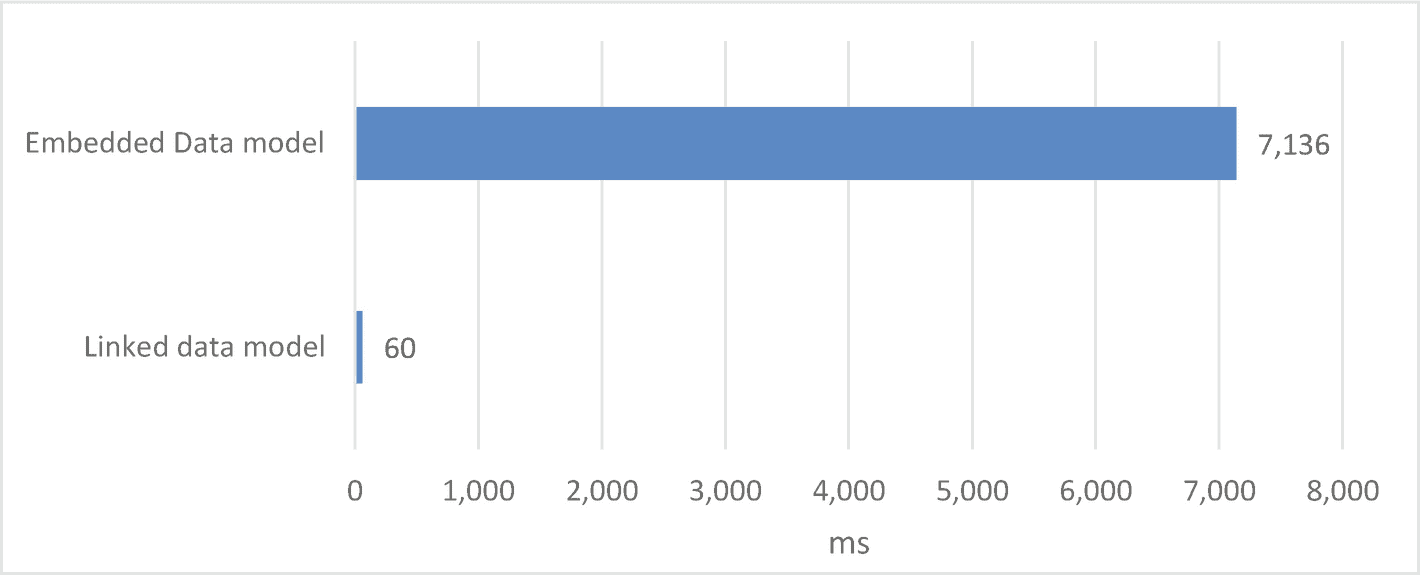 Embedded Data model
7,136
Linked data model
60
0 1,000 2,000 3,000 4,000 5,000 6,000 7,000 8,000
ms